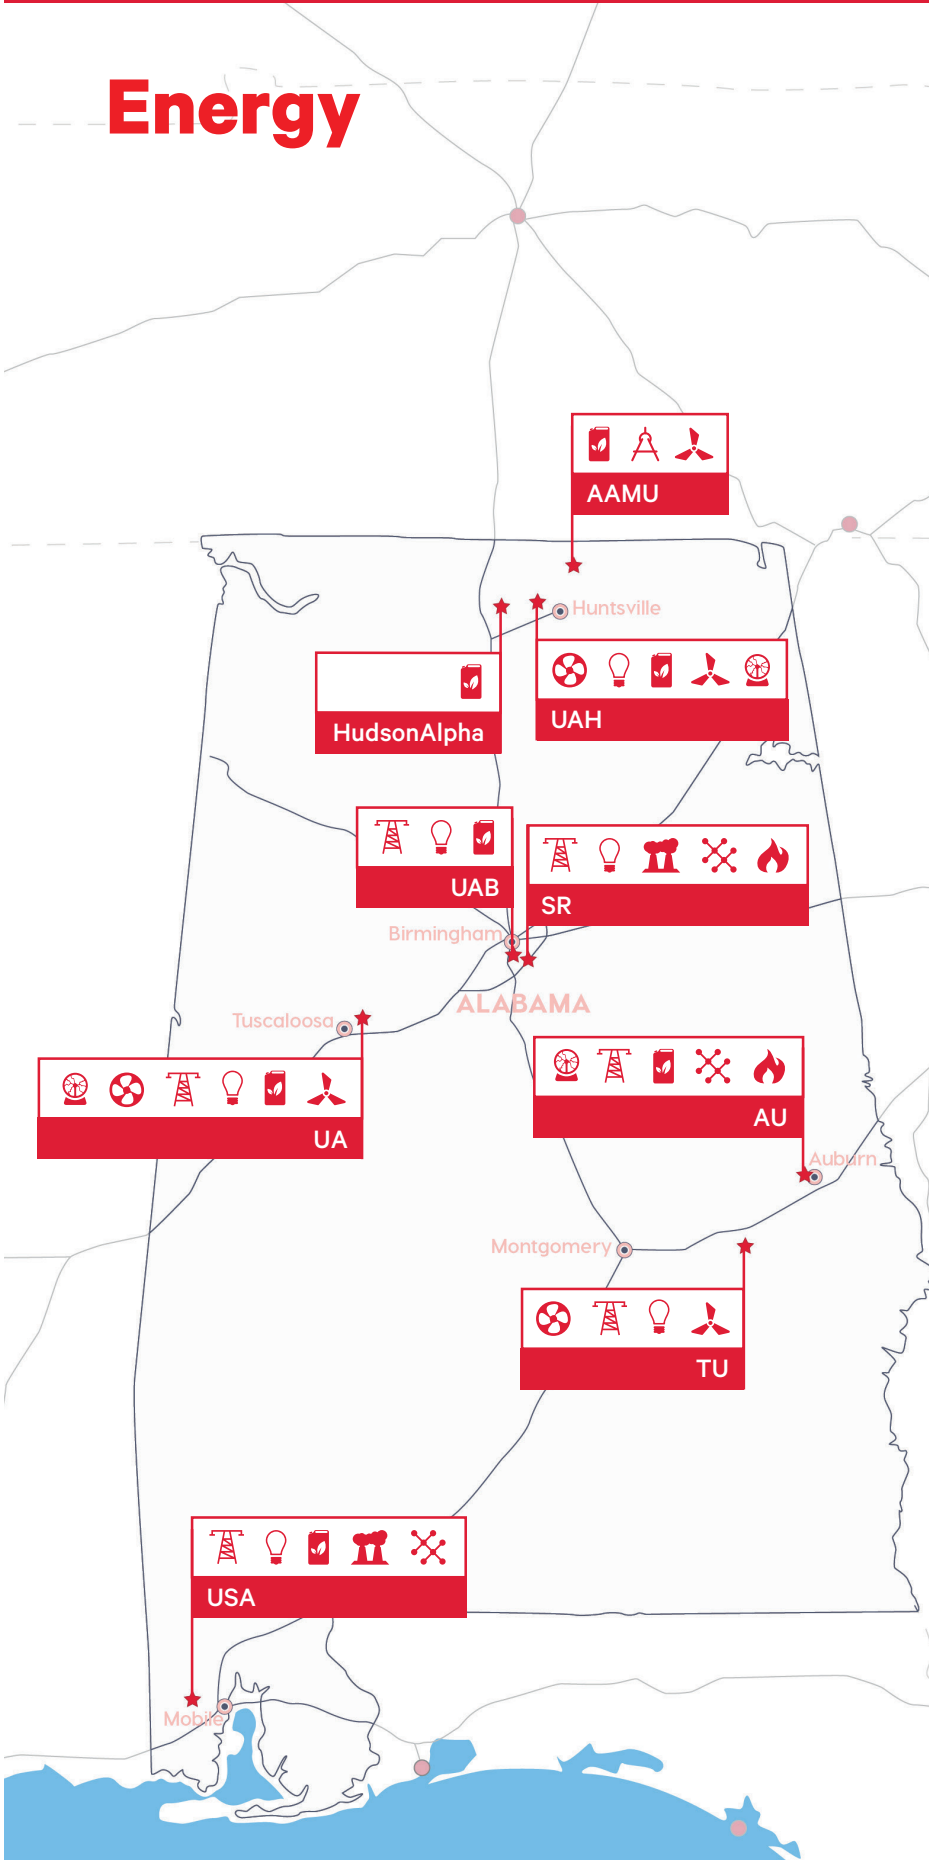 Energy
AAMU
Huntsville
HudsonAlpha
UAH
UAB
SR
Birmingham
ALABAMA
Tuscaloosa
UA
AU
Auburn
Montgomery
TU
USA
Mobile